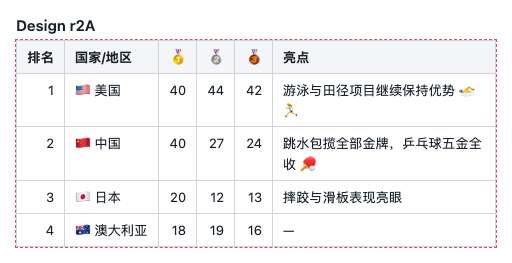 Design r2A
排名 国家/地区 🥇 🥈 🥉 亮点
1 🇺🇸 美国 40 44 42 游泳与田径项目继续保持优势 🏊
🏃
2 🇨🇳 中国 40 27 24 跳水包揽全部金牌，乒乓球五金全
收 🏓
3 🇯🇵 日本 20 12 13 摔跤与滑板表现亮眼
4 🇦🇺 澳大利亚 18 19 16 —